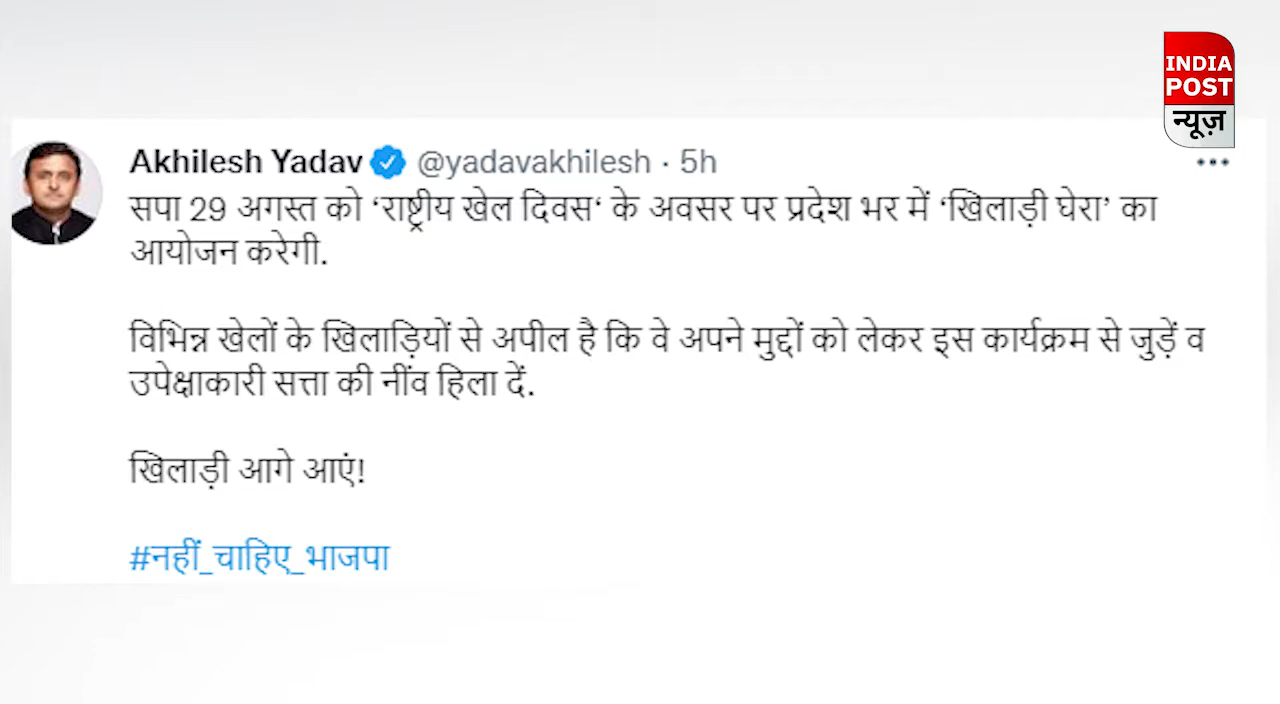 INDIA
POST
न्यूज़
Akhilesh Yadav @yadavakhilesh · 5h
सपा 29 अगस्त को ‘राष्ट्रीय खेल दिवस‘ के अवसर पर प्रदेश भर में ‘खिलाड़ी घेरा’ का
आयोजन करेगी.
विभिन्न खेलों के खिलाड़ियों से अपील है कि वे अपने मुद्दों को लेकर इस कार्यक्रम से जुड़ें व
उपेक्षाकारी सत्ता की नींव हिला दें.
खिलाड़ी आगे आएं!
#नहीं_चाहिए_भाजपा